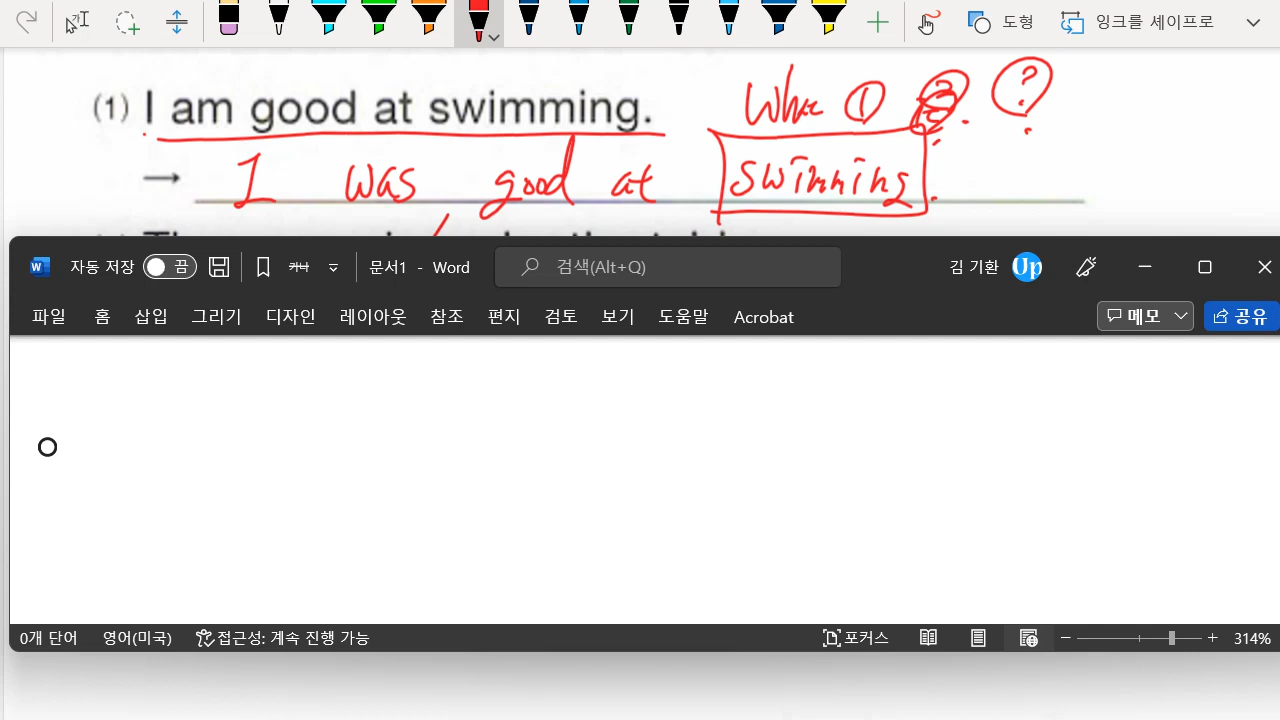 도형
잉크를 셰이프로
(1) I am good at swimming.
What ① ② . ?
→ I was good at swimming.
자동 저장 끔 가나 문서1 - Word 검색(Alt+Q) 김 기환 Up
파일 홈 삽입 그리기 디자인 레이아웃 참조 편지 검토 보기 도움말 Acrobat 메모 공유
0개 단어 영어(미국) 접근성: 계속 진행 가능 포커스 314%